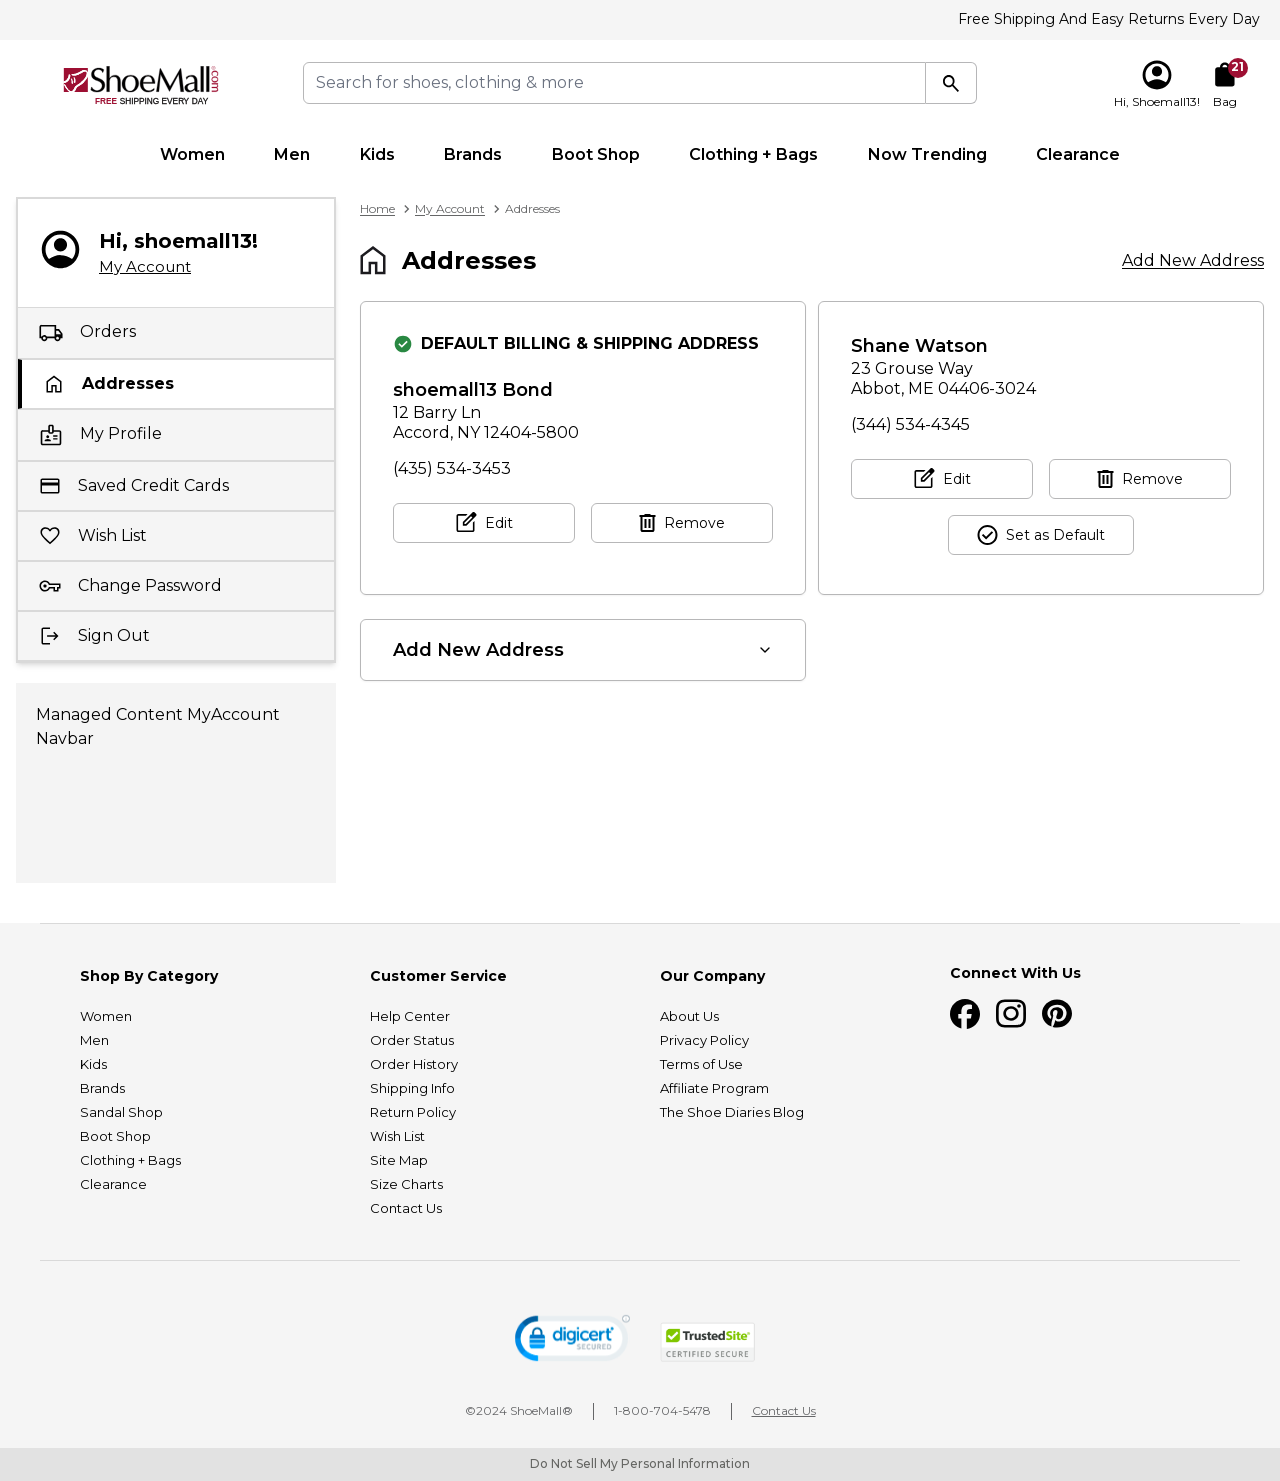 Free Shipping And Easy Returns Every Day
ShoeMall.com
FREE SHIPPING EVERY DAY
Search for shoes, clothing & more
Hi, Shoemall13!
21
Bag
Women Men Kids Brands Boot Shop Clothing + Bags Now Trending Clearance
Hi, shoemall13!
My Account
Orders
Addresses
My Profile
Saved Credit Cards
Wish List
Change Password
Sign Out
Managed Content MyAccount
Navbar
Home > My Account > Addresses
Addresses
Add New Address
DEFAULT BILLING & SHIPPING ADDRESS
shoemall13 Bond
12 Barry Ln
Accord, NY 12404-5800
(435) 534-3453
Edit Remove
Shane Watson
23 Grouse Way
Abbot, ME 04406-3024
(344) 534-4345
Edit Remove
Set as Default
Add New Address
Shop By Category
Women
Men
Kids
Brands
Sandal Shop
Boot Shop
Clothing + Bags
Clearance
Customer Service
Help Center
Order Status
Order History
Shipping Info
Return Policy
Wish List
Site Map
Size Charts
Contact Us
Our Company
About Us
Privacy Policy
Terms of Use
Affiliate Program
The Shoe Diaries Blog
Connect With Us
digicert
SECURED
TrustedSite
CERTIFIED SECURE
©2024 ShoeMall® 1-800-704-5478 Contact Us
Do Not Sell My Personal Information